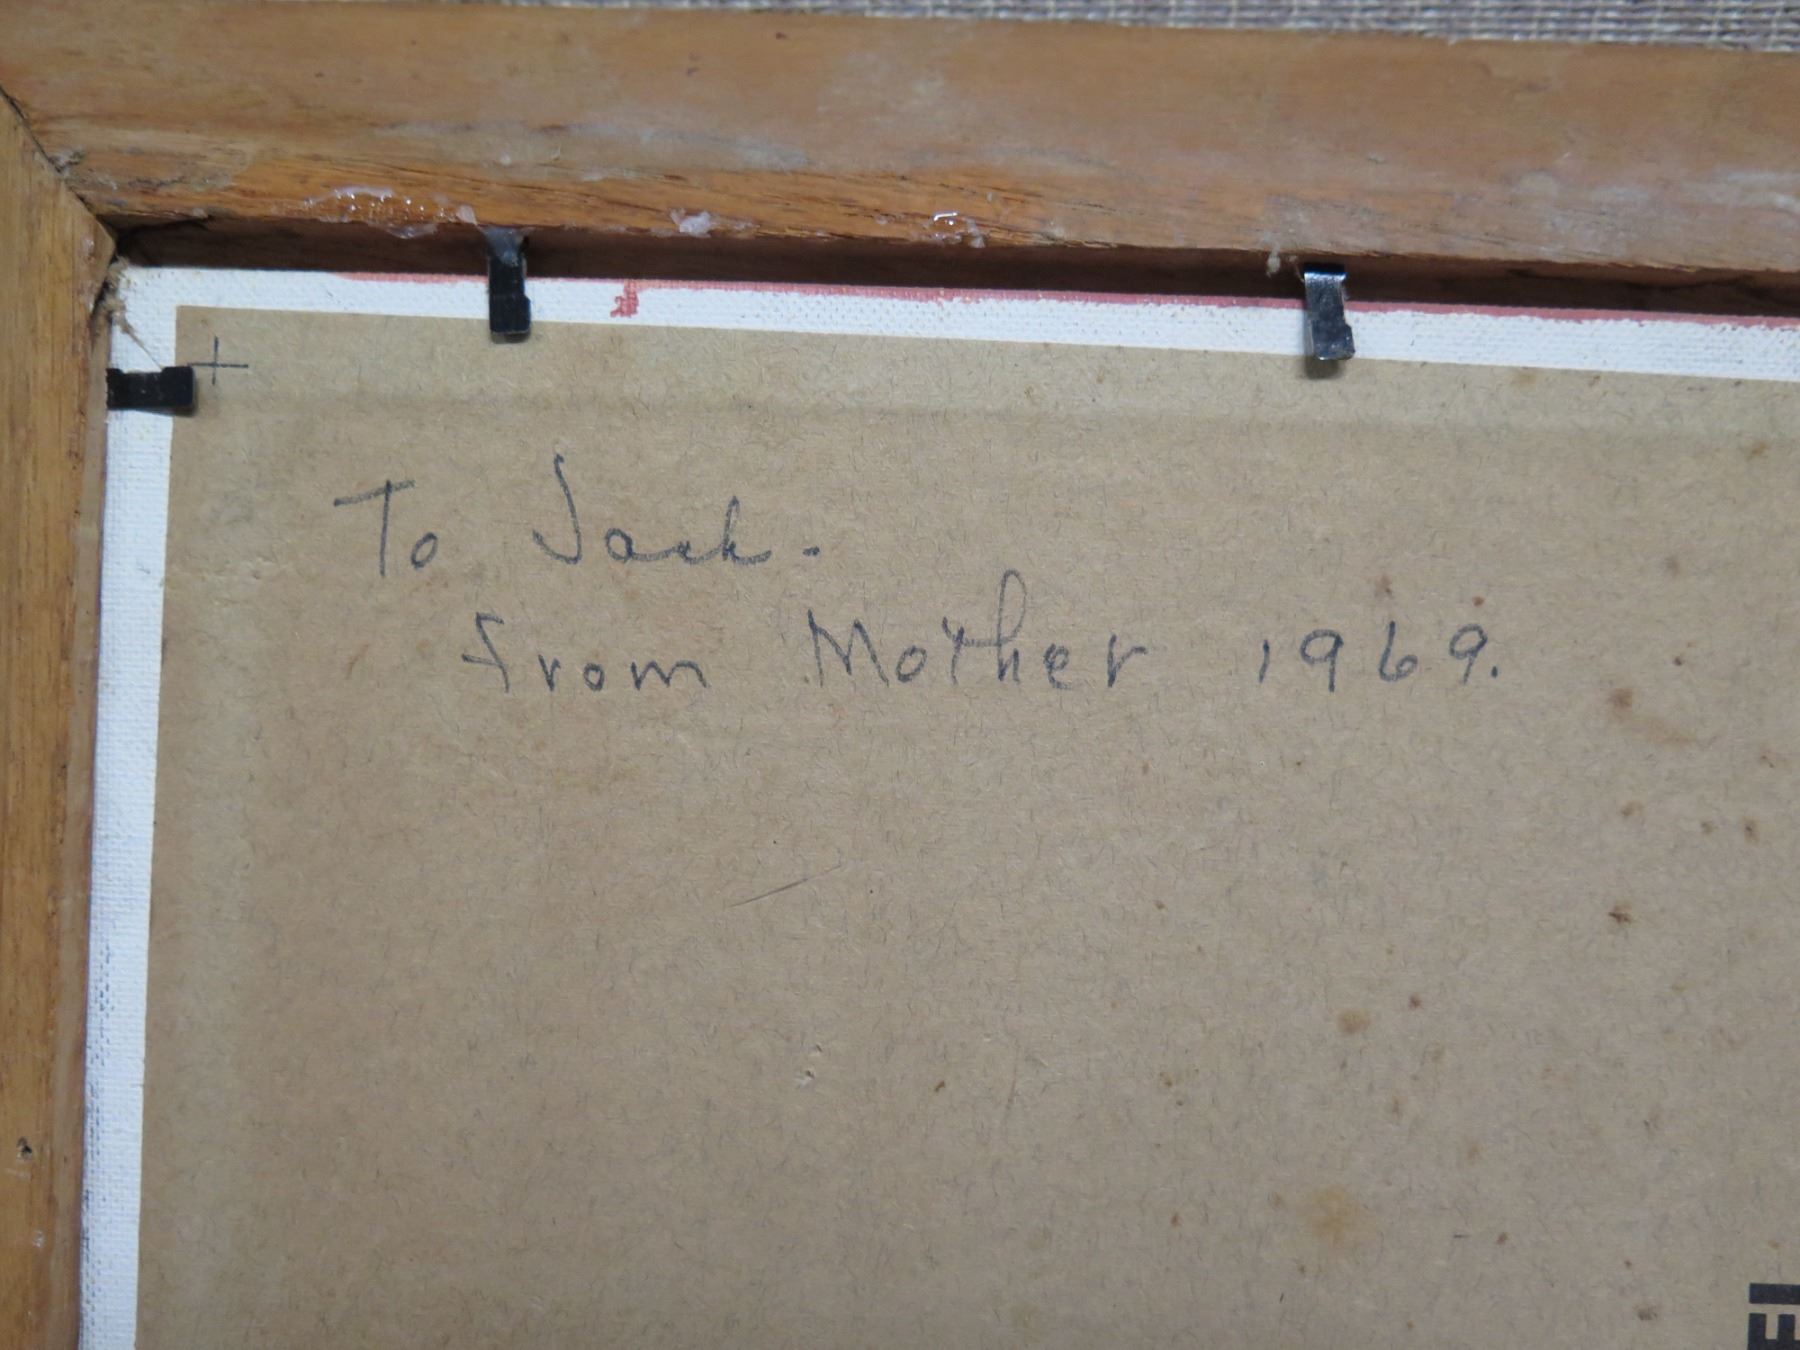 To Jack.
from Mother 1969.